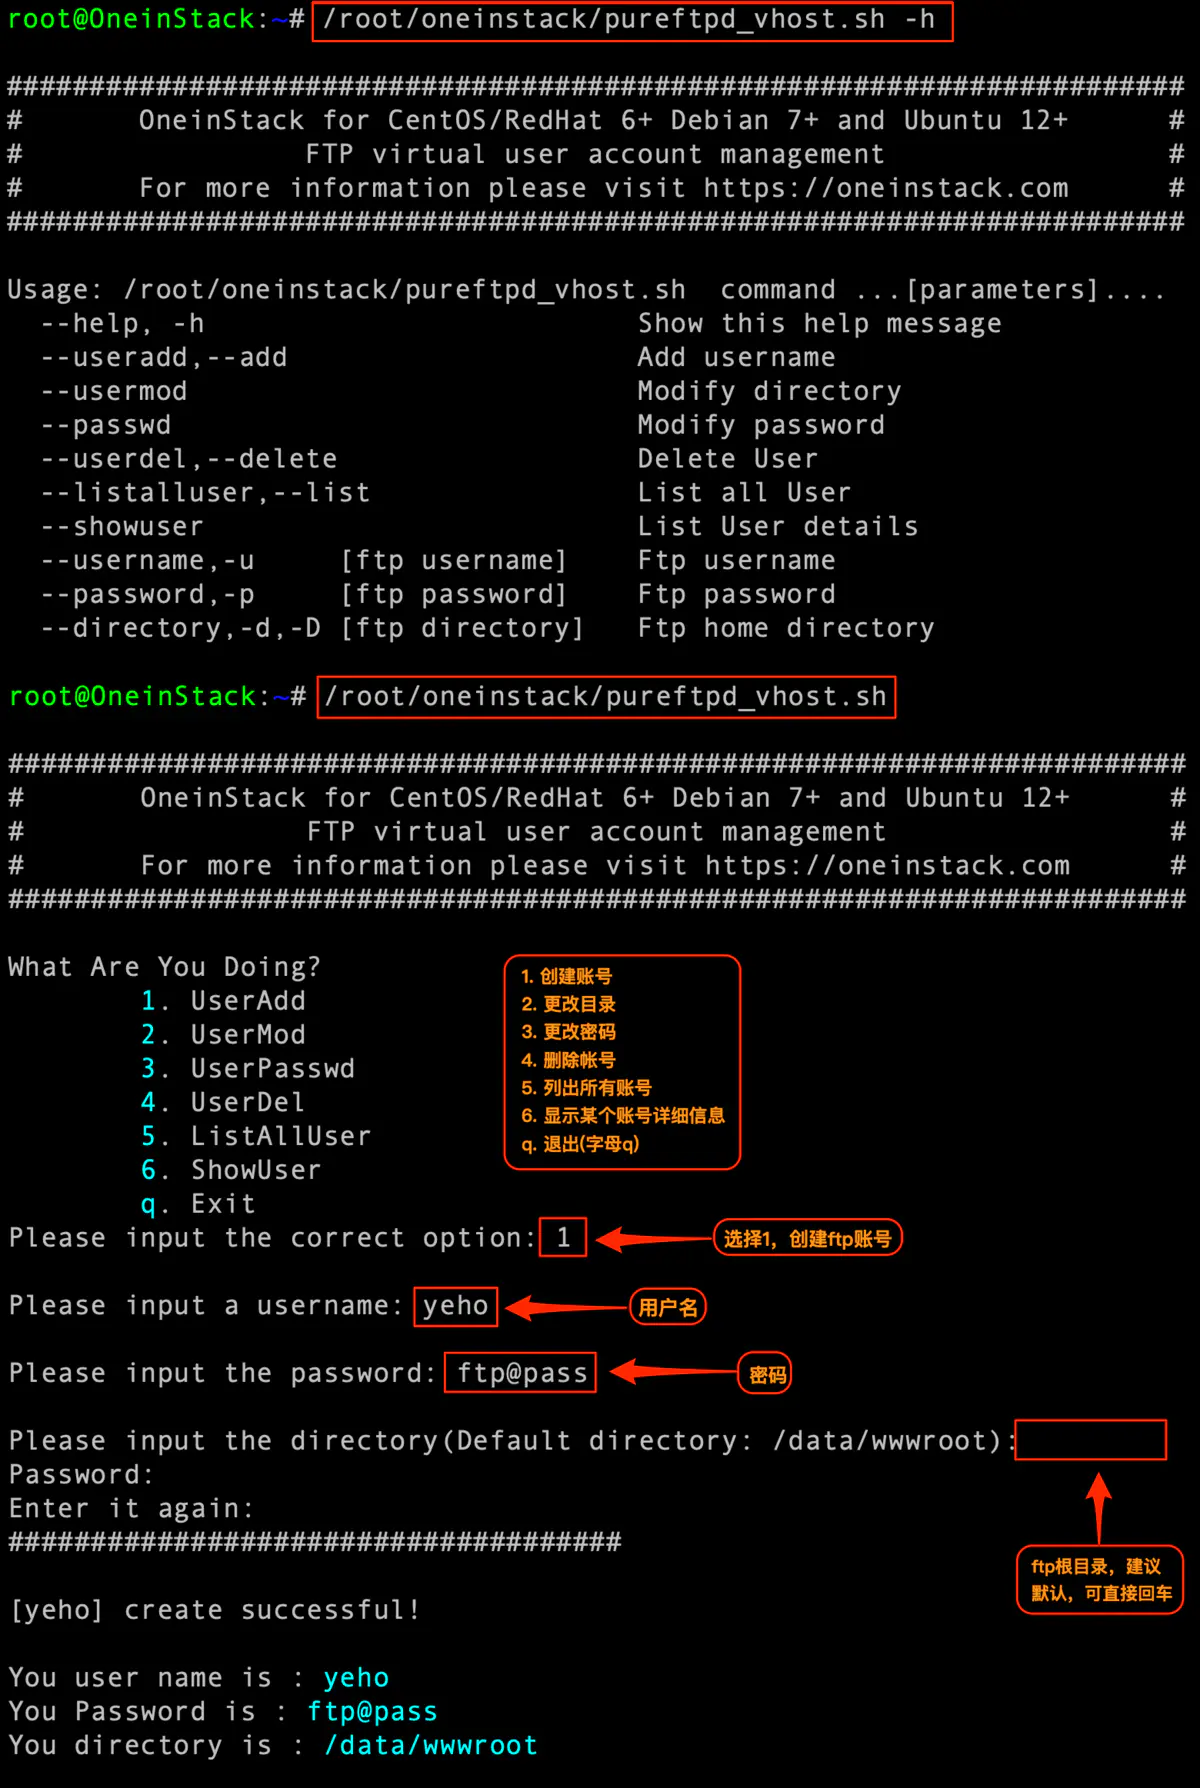 root@OneinStack:~# /root/oneinstack/pureftpd_vhost.sh -h
#######################################################################
#       OneinStack for CentOS/RedHat 6+ Debian 7+ and Ubuntu 12+      #
#                 FTP virtual user account management                 #
#       For more information please visit https://oneinstack.com      #
#######################################################################
Usage: /root/oneinstack/pureftpd_vhost.sh  command ...[parameters]....
  --help, -h                          Show this help message
  --useradd,--add                     Add username
  --usermod                           Modify directory
  --passwd                            Modify password
  --userdel,--delete                  Delete User
  --listalluser,--list                List all User
  --showuser                          List User details
  --username,-u     [ftp username]    Ftp username
  --password,-p     [ftp password]    Ftp password
  --directory,-d,-D [ftp directory]   Ftp home directory
root@OneinStack:~# /root/oneinstack/pureftpd_vhost.sh
#######################################################################
#       OneinStack for CentOS/RedHat 6+ Debian 7+ and Ubuntu 12+      #
#                 FTP virtual user account management                 #
#       For more information please visit https://oneinstack.com      #
#######################################################################
What Are You Doing?
1. UserAdd
2. UserMod
3. UserPasswd
4. UserDel
5. ListAllUser
6. ShowUser
q. Exit
1. 创建账号
2. 更改目录
3. 更改密码
4. 删除帐号
5. 列出所有账号
6. 显示某个账号详细信息
q. 退出(字母q)
Please input the correct option: 1
选择1，创建ftp账号
Please input a username: yeho
用户名
Please input the password: ftp@pass
密码
Please input the directory(Default directory: /data/wwwroot):
Password:
Enter it again:
#####################################
ftp根目录，建议
默认，可直接回车
[yeho] create successful!
You user name is : yeho
You Password is : ftp@pass
You directory is : /data/wwwroot